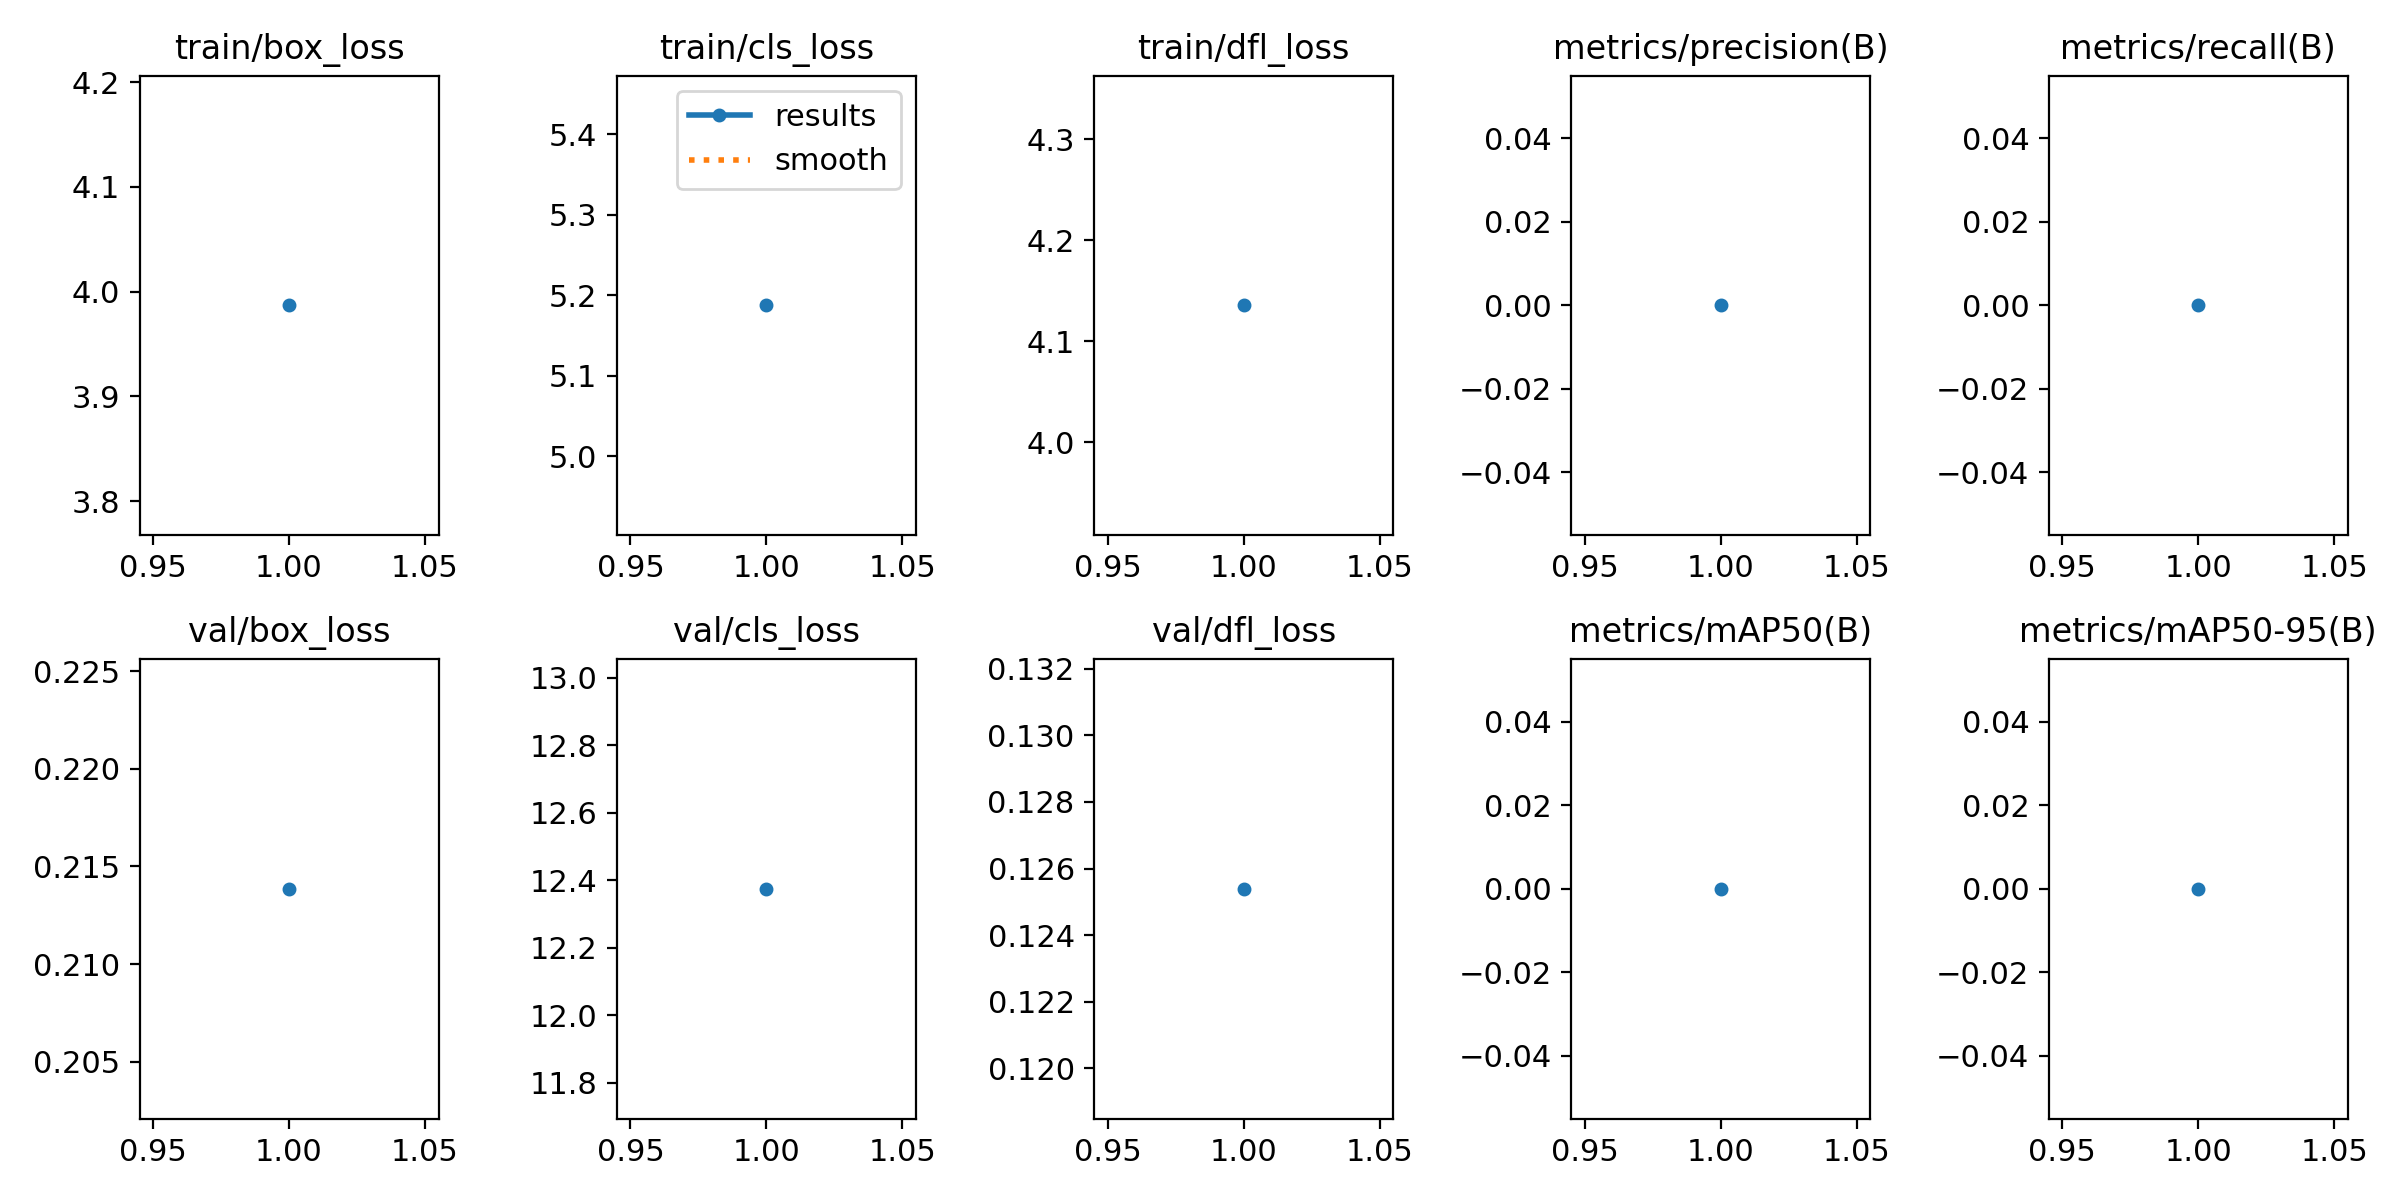 train/box_loss
4.2
4.1
4.0
3.9
3.8
0.95 1.00 1.05
train/cls_loss
results
smooth
5.4
5.3
5.2
5.1
5.0
0.95 1.00 1.05
train/dfl_loss
4.3
4.2
4.1
4.0
0.95 1.00 1.05
metrics/precision(B)
0.04
0.02
0.00
−0.02
−0.04
0.95 1.00 1.05
metrics/recall(B)
0.04
0.02
0.00
−0.02
−0.04
0.95 1.00 1.05
val/box_loss
0.225
0.220
0.215
0.210
0.205
0.95 1.00 1.05
val/cls_loss
13.0
12.8
12.6
12.4
12.2
12.0
11.8
0.95 1.00 1.05
val/dfl_loss
0.132
0.130
0.128
0.126
0.124
0.122
0.120
0.95 1.00 1.05
metrics/mAP50(B)
0.04
0.02
0.00
−0.02
−0.04
0.95 1.00 1.05
metrics/mAP50-95(B)
0.04
0.02
0.00
−0.02
−0.04
0.95 1.00 1.05